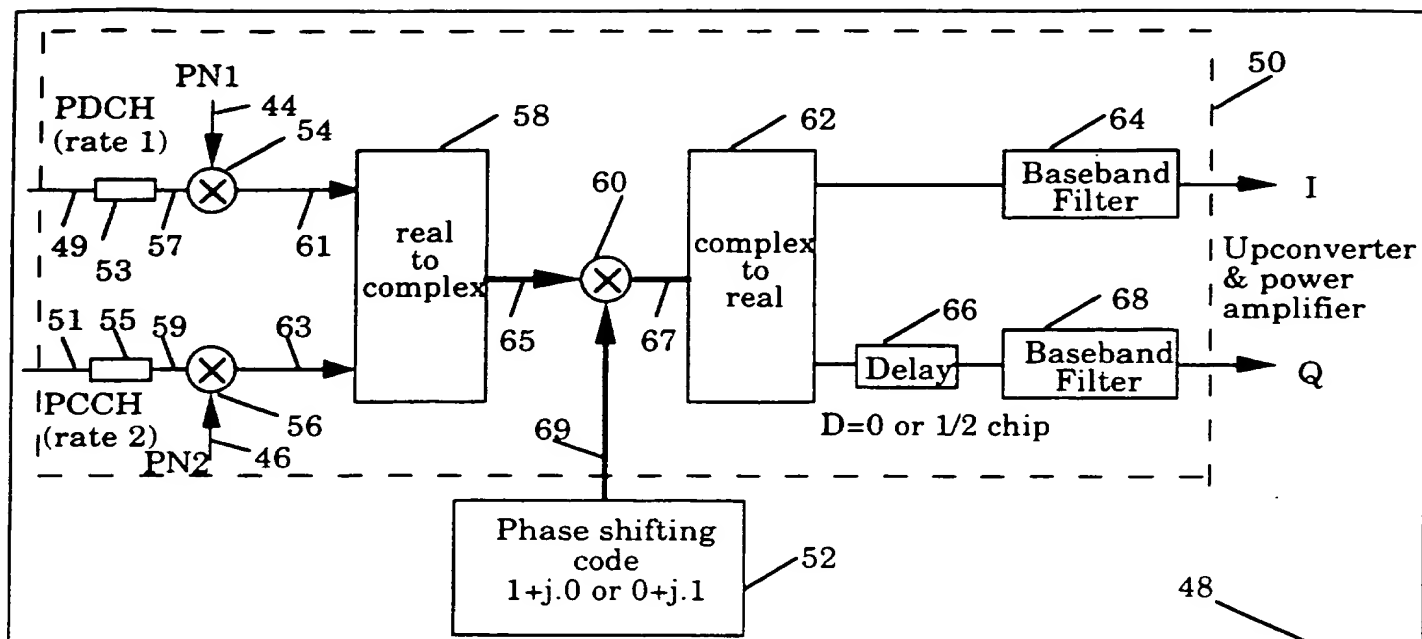 PN1
44
PDCH
(rate 1)
54
58
62
64
50
49
53
57
61
real
to
complex
60
65
67
complex
to
real
Baseband
Filter
I
Upconverter
& power
amplifier
51
55
59
63
66
68
Delay
Baseband
Filter
Q
PCCH
(rate 2)
56
46
PN2
D=0 or 1/2 chip
69
Phase shifting
code
1+j.0 or 0+j.1
52
48